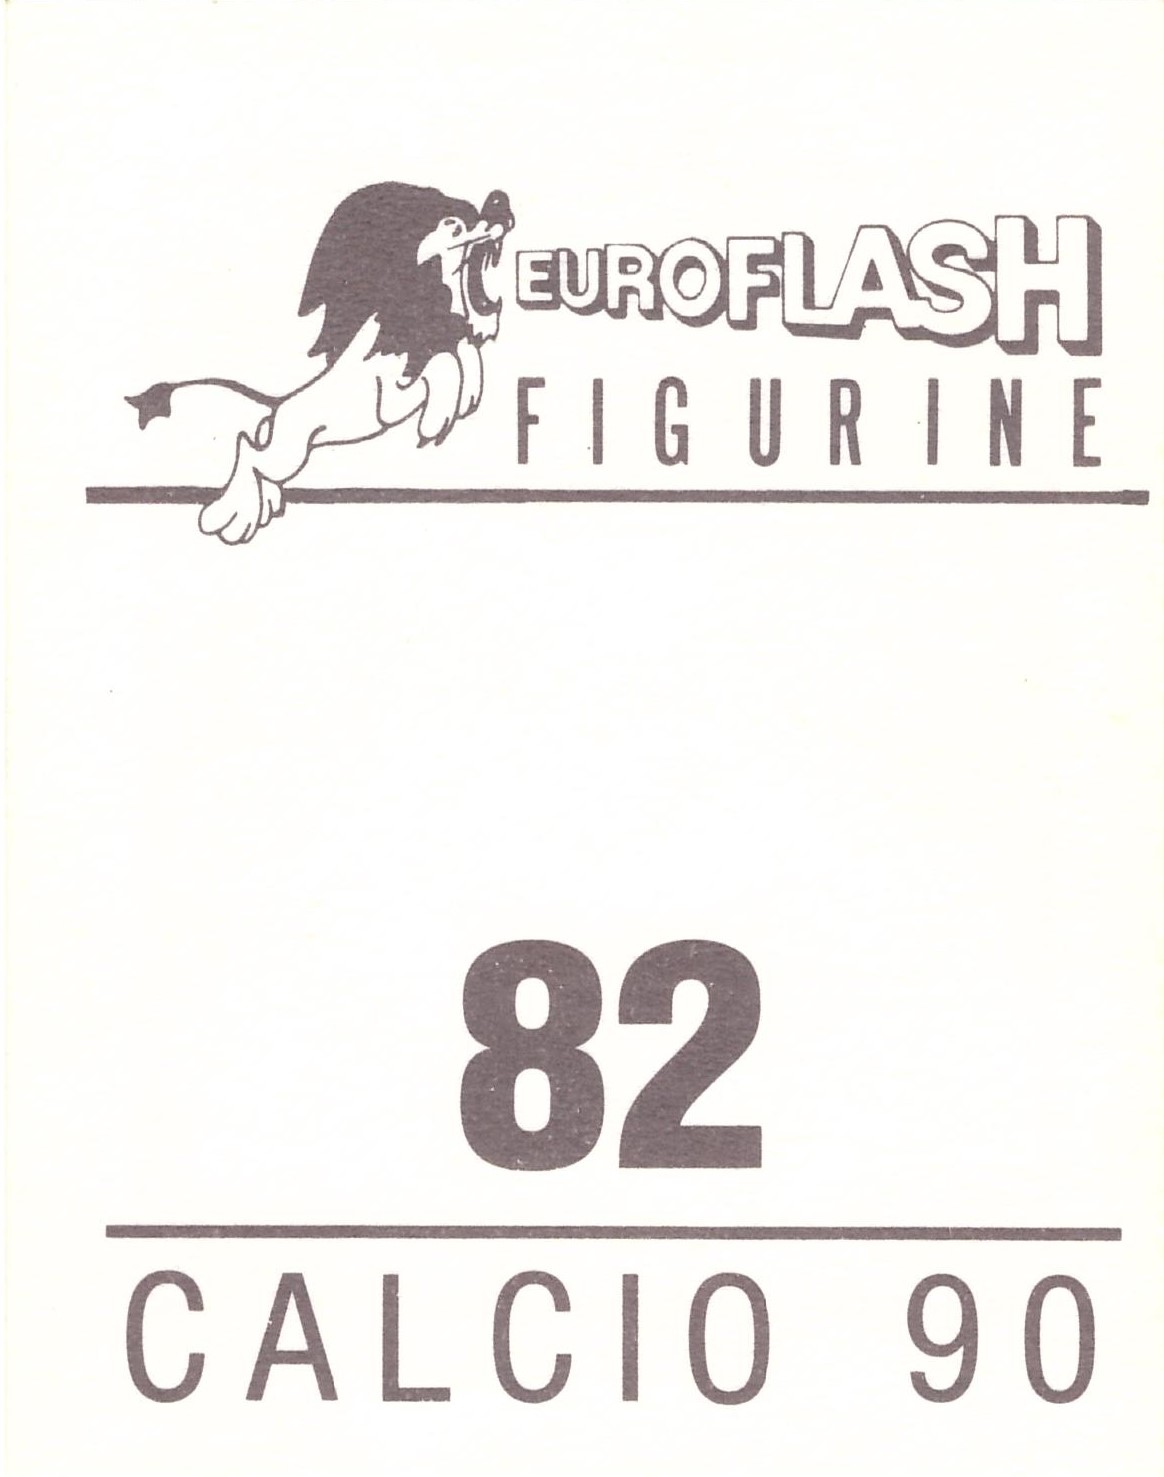 EUROFLASH
FIGURINE
82
CALCIO 90